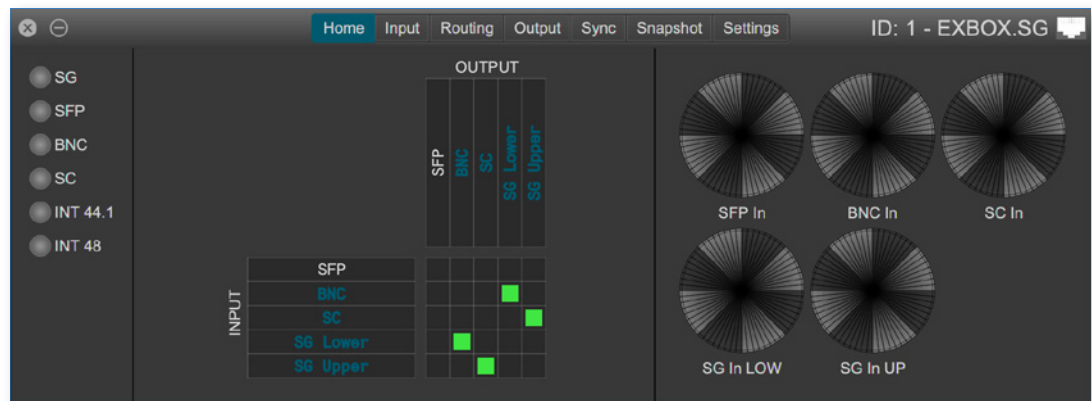 Home Input Routing Output Sync Snapshot Settings ID: 1 - EXBOX.SG
SG
SFP
BNC
SC
INT 44.1
INT 48
OUTPUT
SFP
BNC
SC
SG Lower
SG Upper
INPUT
SFP
BNC
SC
SG Lower
SG Upper
SFP In BNC In SC In
SG In LOW SG In UP